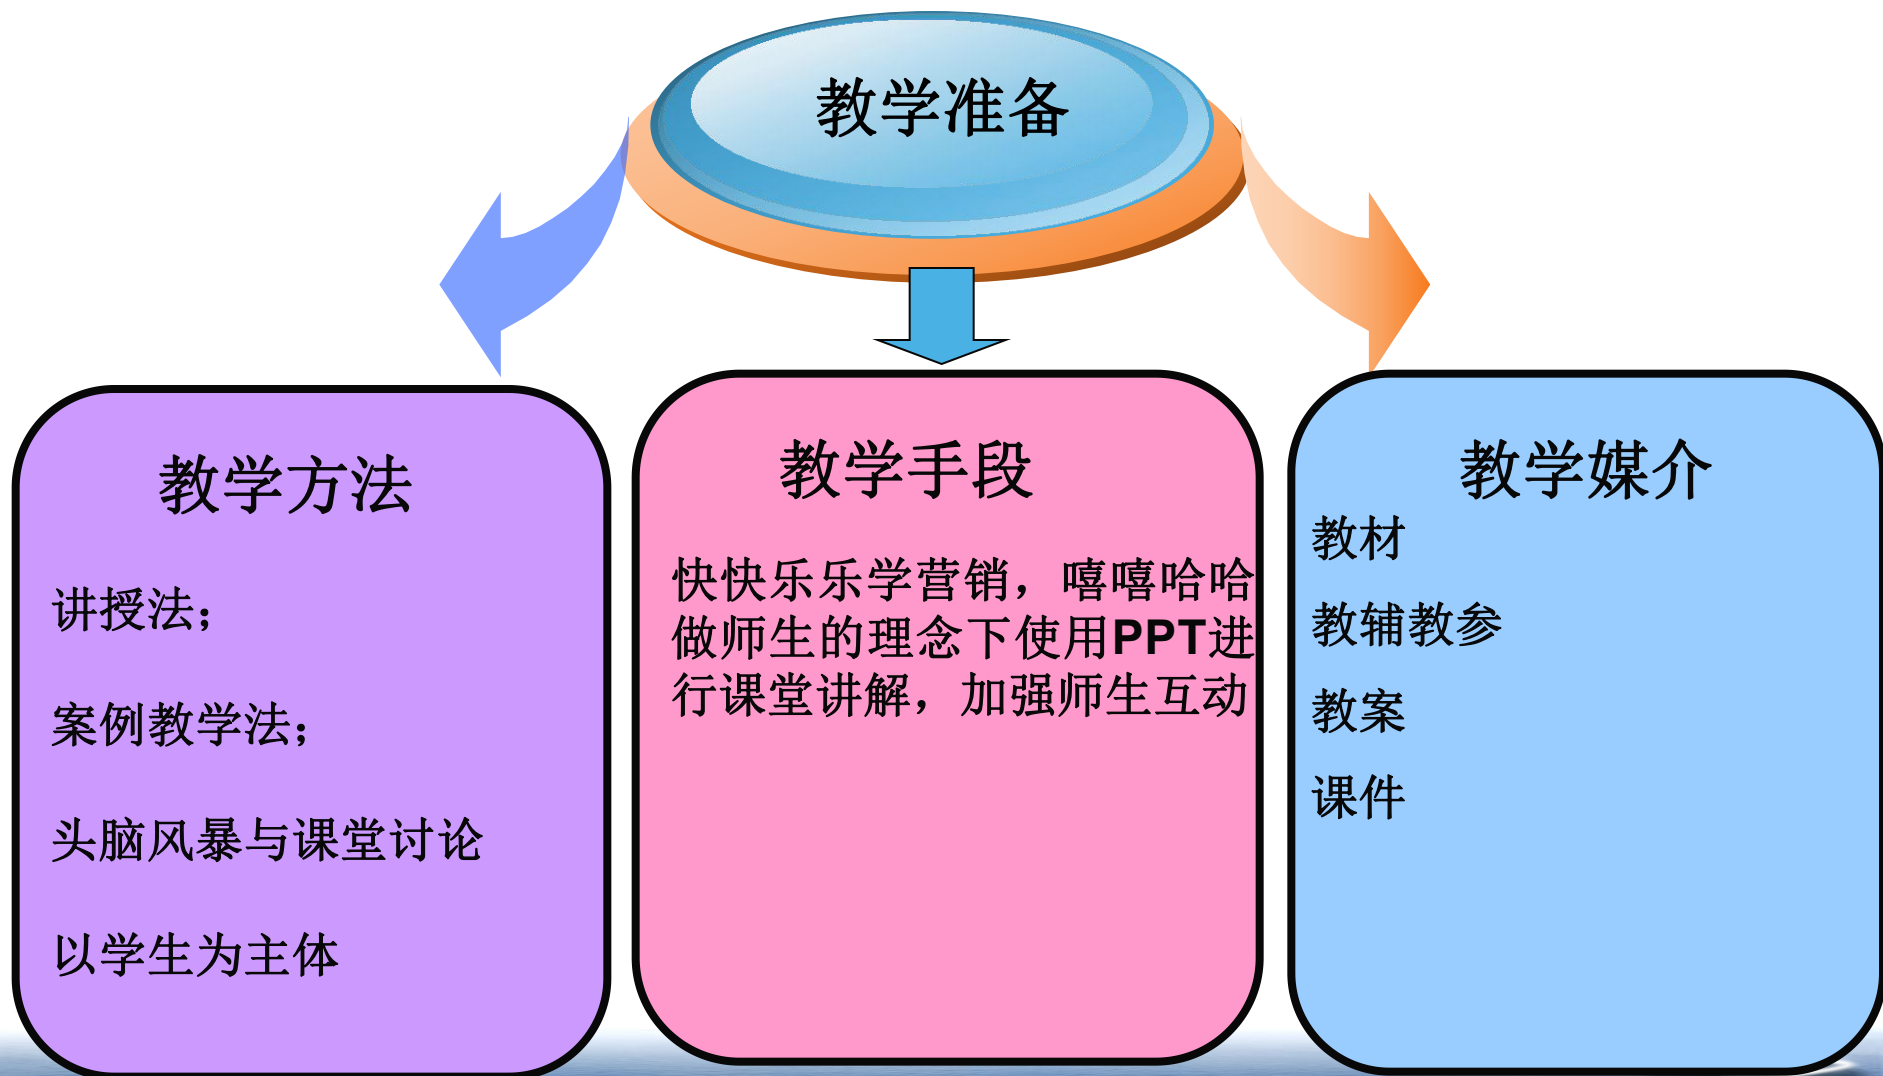 教学准备
教学方法
讲授法；
案例教学法；
头脑风暴与课堂讨论
以学生为主体
教学手段
快快乐乐学营销，嘻嘻哈哈
做师生的理念下使用PPT进
行课堂讲解，加强师生互动
教学媒介
教材
教辅教参
教案
课件